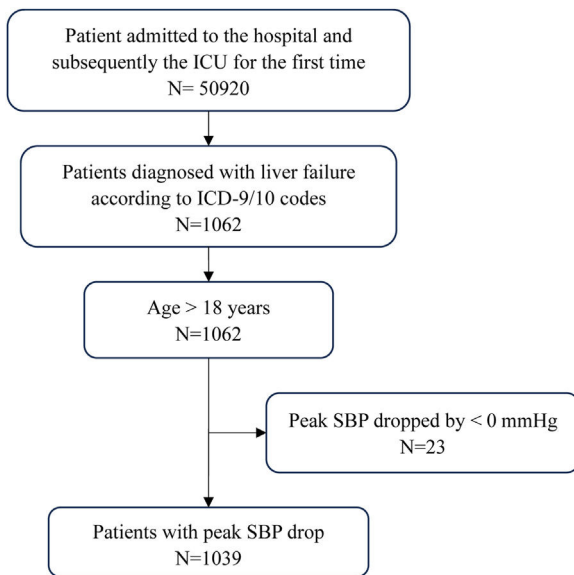 Patient admitted to the hospital and
subsequently the ICU for the first time
N= 50920
Patients diagnosed with liver failure
according to ICD-9/10 codes
N=1062
Age > 18 years
N=1062
Peak SBP dropped by < 0 mmHg
N=23
Patients with peak SBP drop
N=1039